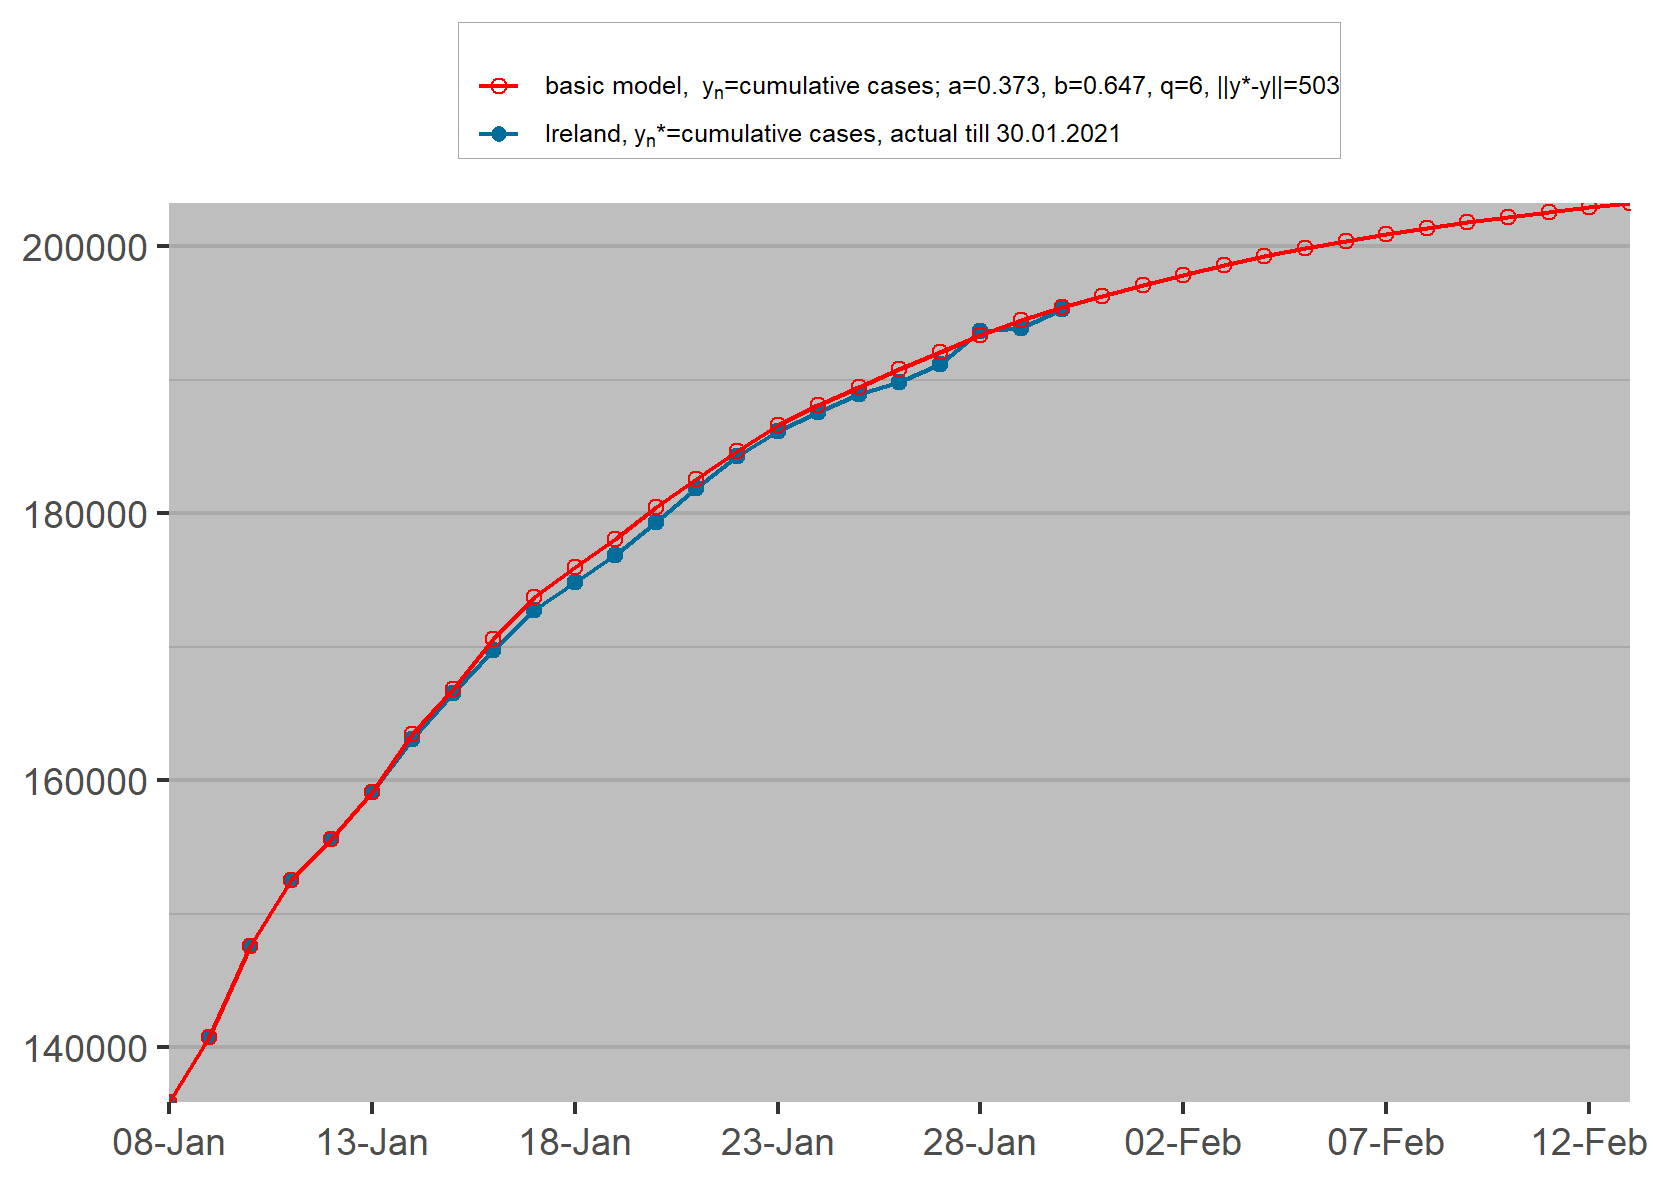 basic model,  yₙ=cumulative cases; a=0.373, b=0.647, q=6, ||y*-y||=503
Ireland, yₙ*=cumulative cases, actual till 30.01.2021
200000
180000
160000
140000
08-Jan 13-Jan 18-Jan 23-Jan 28-Jan 02-Feb 07-Feb 12-Feb